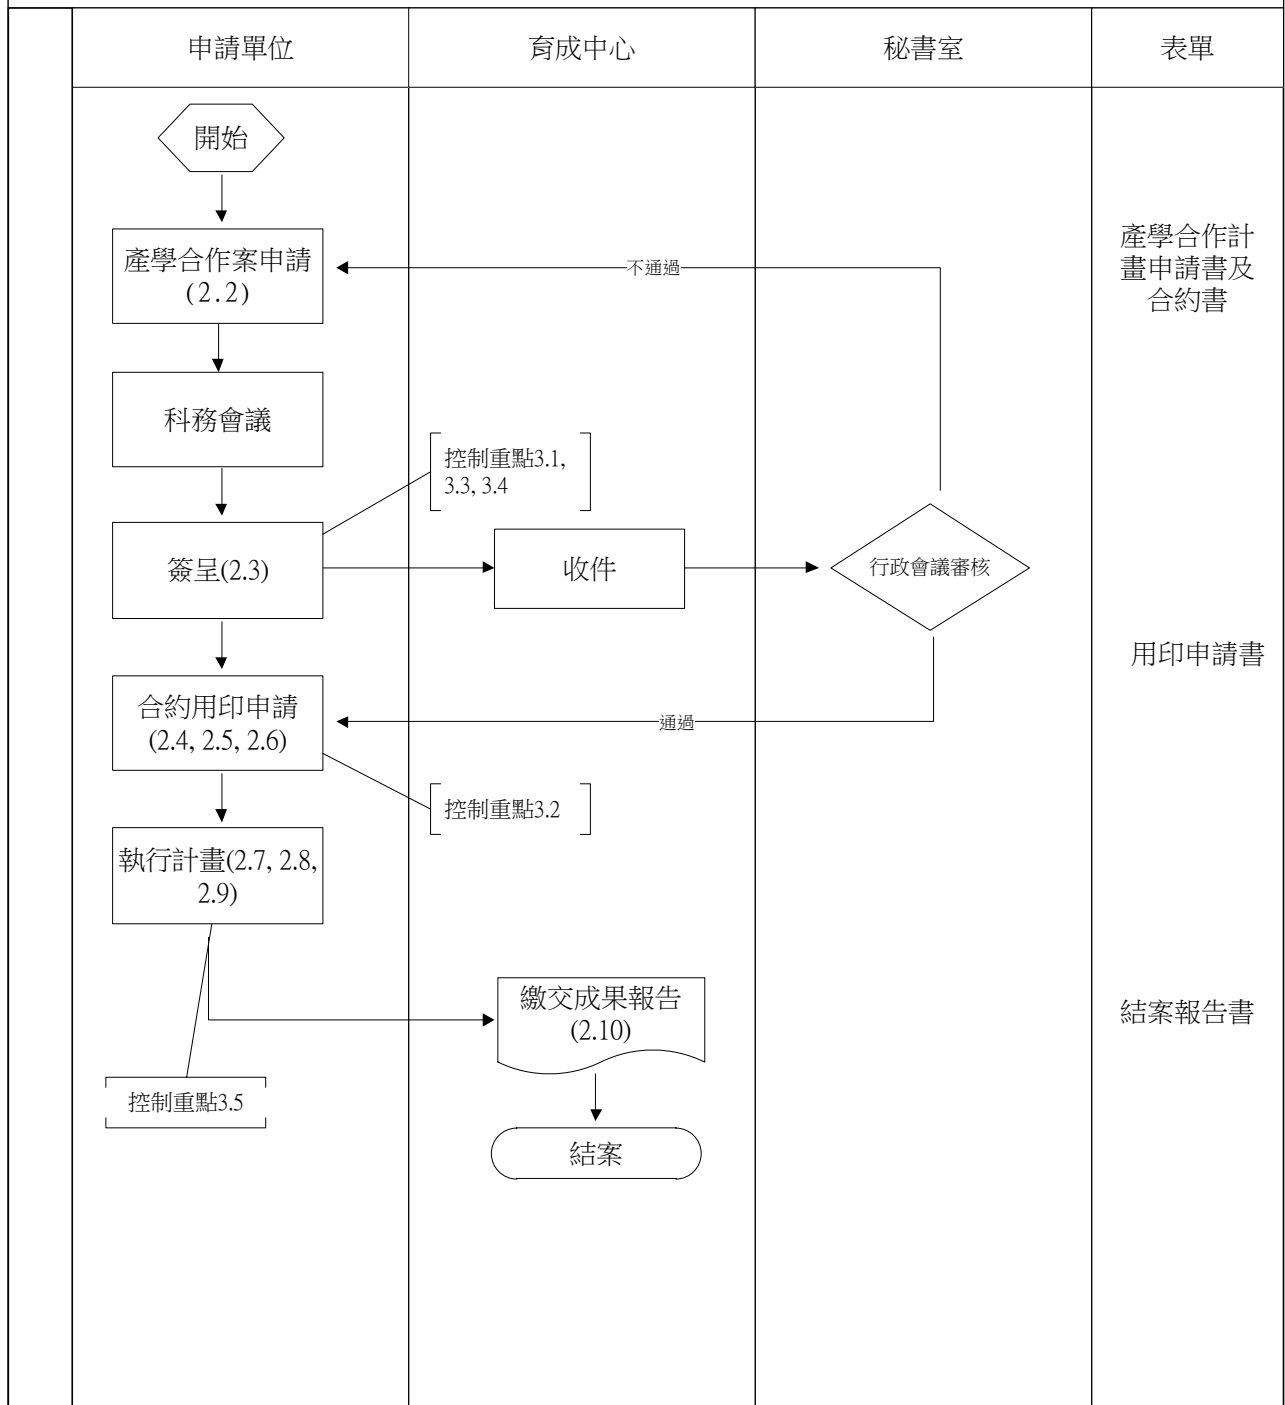 申請單位
育成中心
秘書室
表單
開始
產學合作案申請
(2.2)
不通過
產學合作計
畫申請書及
合約書
科務會議
控制重點3.1,
3.3, 3.4
簽呈(2.3)
收件
行政會議審核
用印申請書
合約用印申請
(2.4, 2.5, 2.6)
通過
控制重點3.2
執行計畫(2.7, 2.8,
2.9)
繳交成果報告
(2.10)
結案報告書
控制重點3.5
結案